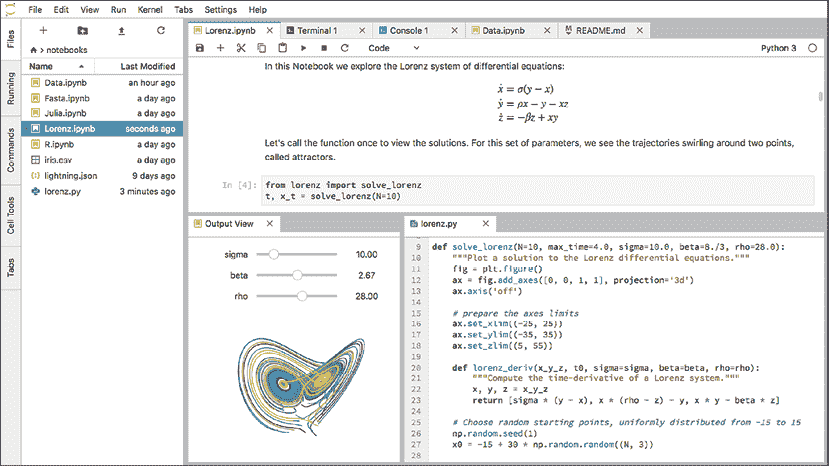 File Edit View Run Kernel Tabs Settings Help
Files
Running
Commands
Cell Tools
Tabs
notebooks
Name Last Modified
Data.ipynb an hour ago
Fasta.ipynb a day ago
Julia.ipynb a day ago
Lorenz.ipynb seconds ago
R.ipynb a day ago
iris.csv a day ago
lightning.json 9 days ago
lorenz.py 3 minutes ago
Lorenz.ipynb Terminal 1 Console 1 Data.ipynb README.md
Code Python 3
In this Notebook we explore the Lorenz system of differential equations:
ẋ = σ(y − x)
ẏ = ρx − y − xz
ż = −βz + xy
Let's call the function once to view the solutions. For this set of parameters, we see the trajectories swirling around two points,
called attractors.
In [4]: from lorenz import solve_lorenz
t, x_t = solve_lorenz(N=10)
Output View
sigma 10.00
beta 2.67
rho 28.00
lorenz.py
9 def solve_lorenz(N=10, max_time=4.0, sigma=10.0, beta=8./3, rho=28.0):
10 """Plot a solution to the Lorenz differential equations."""
11 fig = plt.figure()
12 ax = fig.add_axes([0, 0, 1, 1], projection='3d')
13 ax.axis('off')
14
15 # prepare the axes limits
16 ax.set_xlim((-25, 25))
17 ax.set_ylim((-35, 35))
18 ax.set_zlim((5, 55))
19
20 def lorenz_deriv(x_y_z, t0, sigma=sigma, beta=beta, rho=rho):
21 """Compute the time-derivative of a Lorenz system."""
22 x, y, z = x_y_z
23 return [sigma * (y - x), x * (rho - z) - y, x * y - beta * z]
24
25 # Choose random starting points, uniformly distributed from -15 to 15
26 np.random.seed(1)
27 x0 = -15 + 30 * np.random.random((N, 3))
28